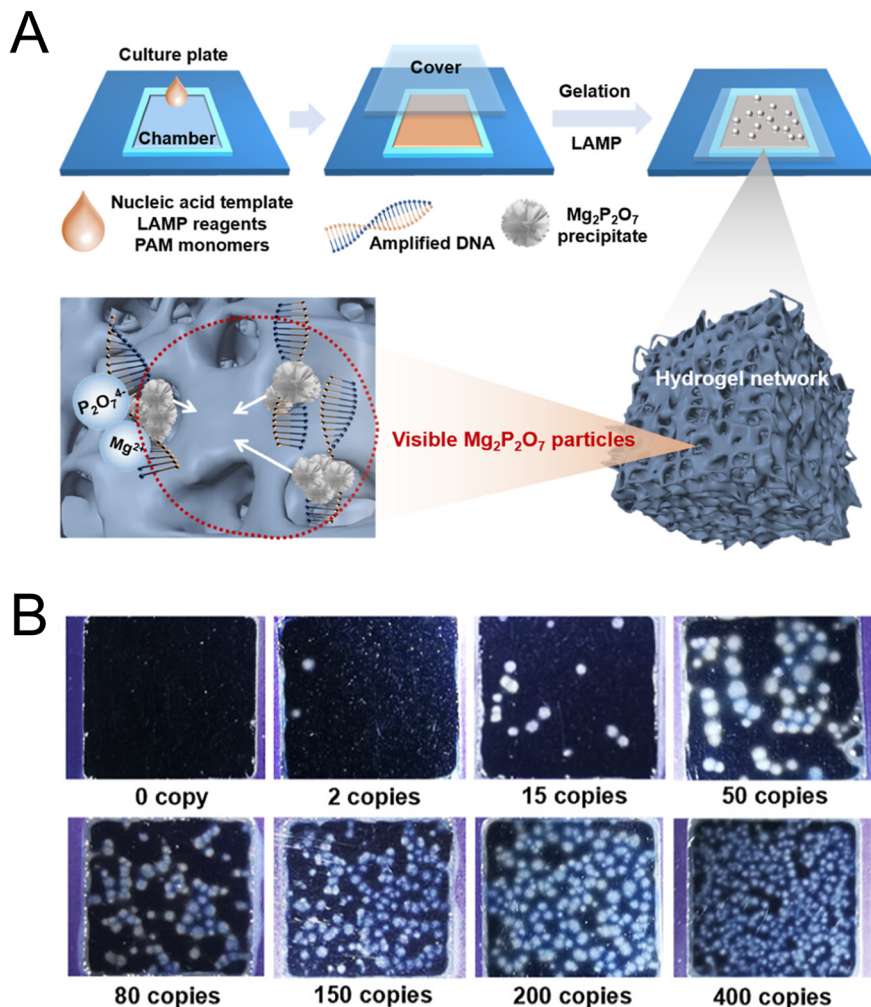 A
Culture plate
Chamber
Cover
Gelation
LAMP
Nucleic acid template
LAMP reagents
PAM monomers
Amplified DNA
Mg₂P₂O₇
precipitate
P₂O₇⁴⁻
Mg²⁺
Visible Mg₂P₂O₇ particles
Hydrogel network
B
0 copy
2 copies
15 copies
50 copies
80 copies
150 copies
200 copies
400 copies